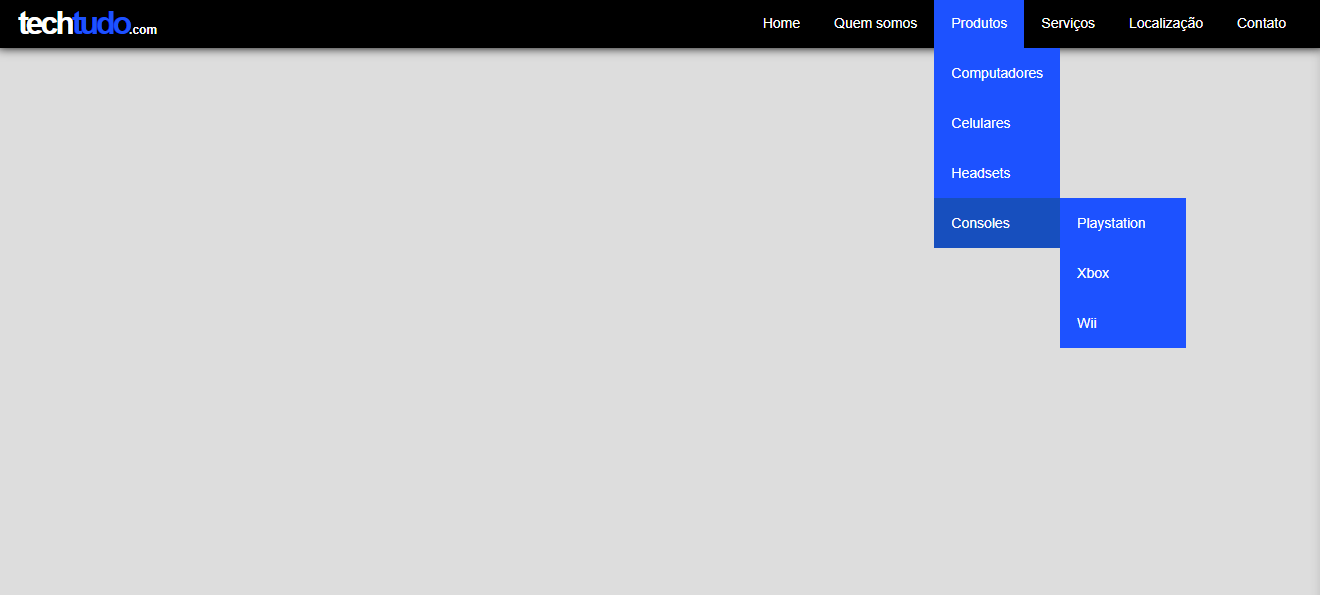 techtudo.com Home Quem somos Produtos Serviços Localização Contato
Computadores
Celulares
Headsets
Consoles Playstation
Xbox
Wii